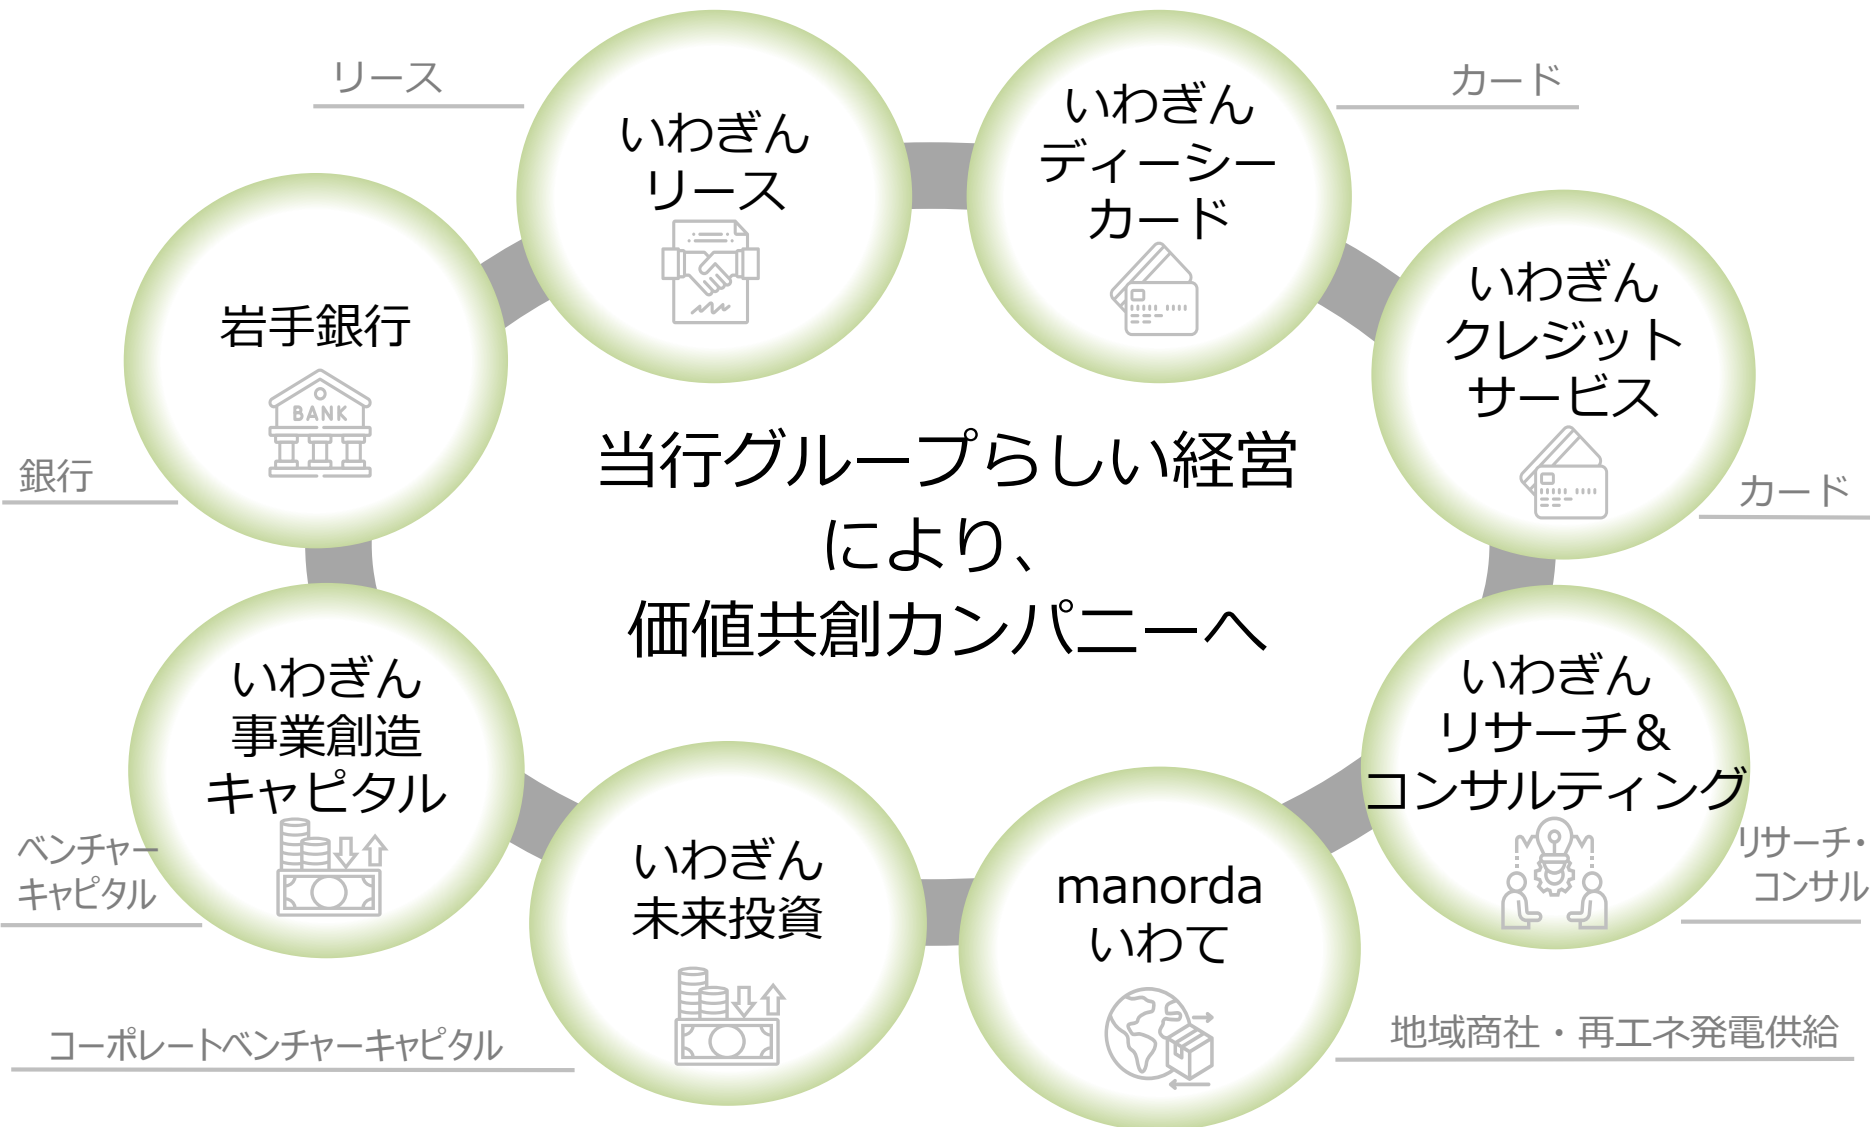 リース
いわぎん
リース
いわぎん
ディーシー
カード
カード
岩手銀行
BANK
銀行
いわぎん
クレジット
サービス
カード
当行グループらしい経営
により、
価値共創カンパニーへ
いわぎん
事業創造
キャピタル
ベンチャー
キャピタル
いわぎん
未来投資
コーポレートベンチャーキャピタル
manorda
いわて
地域商社・再エネ発電供給
いわぎん
リサーチ＆
コンサルティング
リサーチ・
コンサル